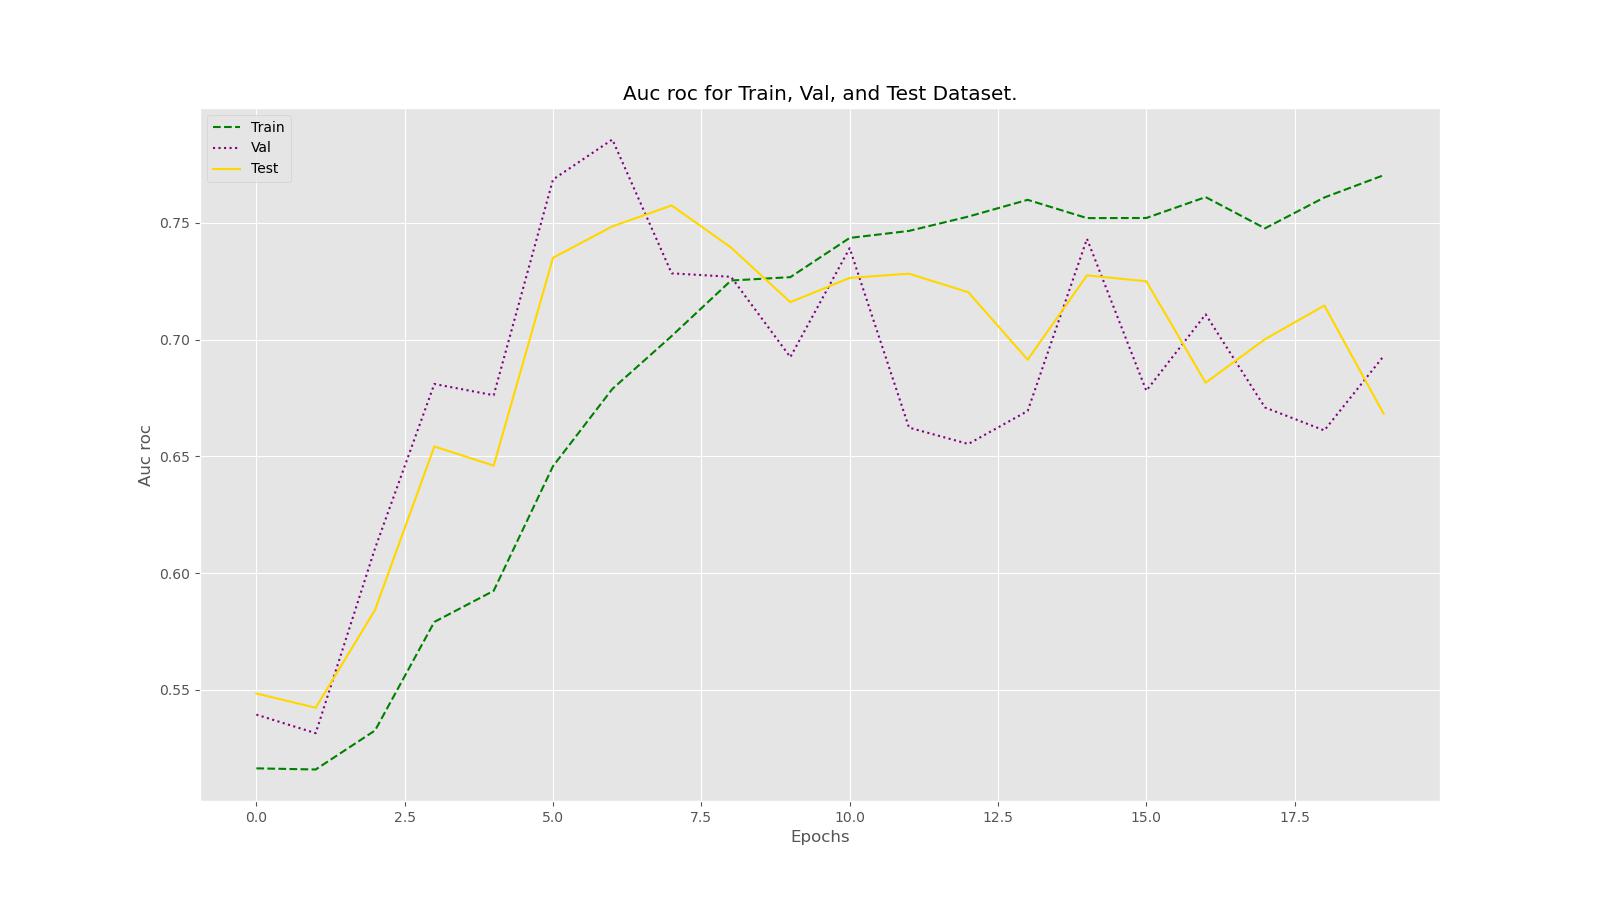 Auc roc for Train, Val, and Test Dataset.
Train
Val
Test
0.75
0.70
0.65
0.60
0.55
Auc roc
0.0 2.5 5.0 7.5 10.0 12.5 15.0 17.5
Epochs